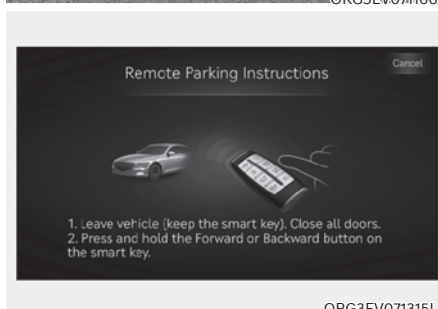 Remote Parking Instructions
Cancel
1. Leave vehicle (keep the smart key). Close all doors.
2. Press and hold the Forward or Backward button on
the smart key.